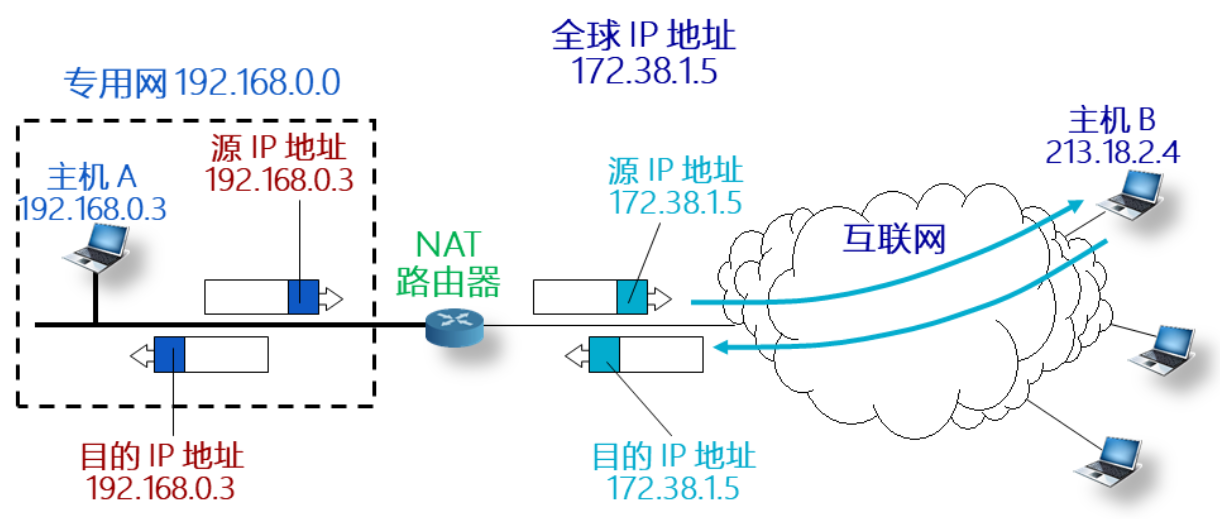 全球 IP 地址
172.38.1.5
专用网 192.168.0.0
源 IP 地址
192.168.0.3
主机 A
192.168.0.3
源 IP 地址
172.38.1.5
主机 B
213.18.2.4
互联网
NAT
路由器
目的 IP 地址
192.168.0.3
目的 IP 地址
172.38.1.5